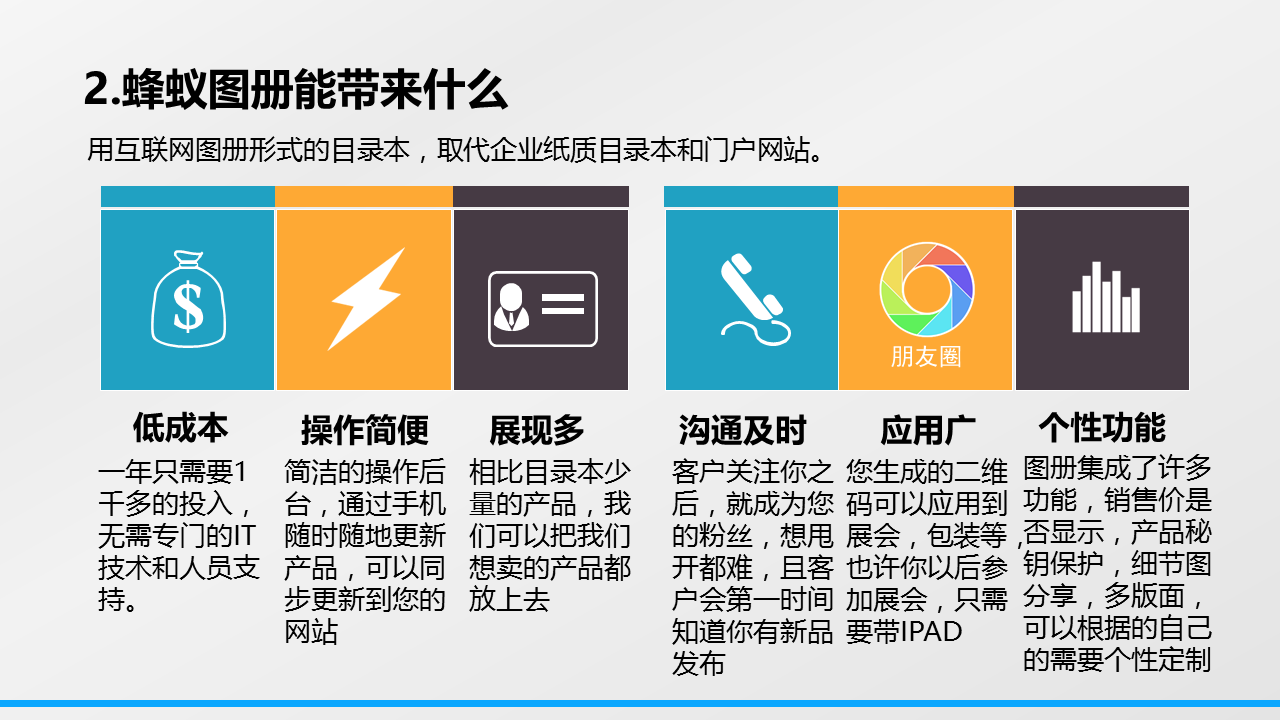 2.蜂蚁图册能带来什么
用互联网图册形式的目录本，取代企业纸质目录本和门户网站。
$
朋友圈
低成本
一年只需要1
千多的投入，
无需专门的IT
技术和人员支
持。
操作简便
简洁的操作后
台，通过手机
随时随地更新
产品，可以同
步更新到您的
网站
展现多
相比目录本少
量的产品，我
们可以把我们
想卖的产品都
放上去
沟通及时
客户关注你之
后，就成为您
的粉丝，想甩
开都难，且客
户会第一时间
知道你有新品
发布
应用广
您生成的二维
码可以应用到
展会，包装等，
也许你以后参
加展会，只需
要带IPAD
个性功能
图册集成了许多
功能，销售价是
否显示，产品秘
钥保护，细节图
分享，多版面，
可以根据的自己
的需要个性定制